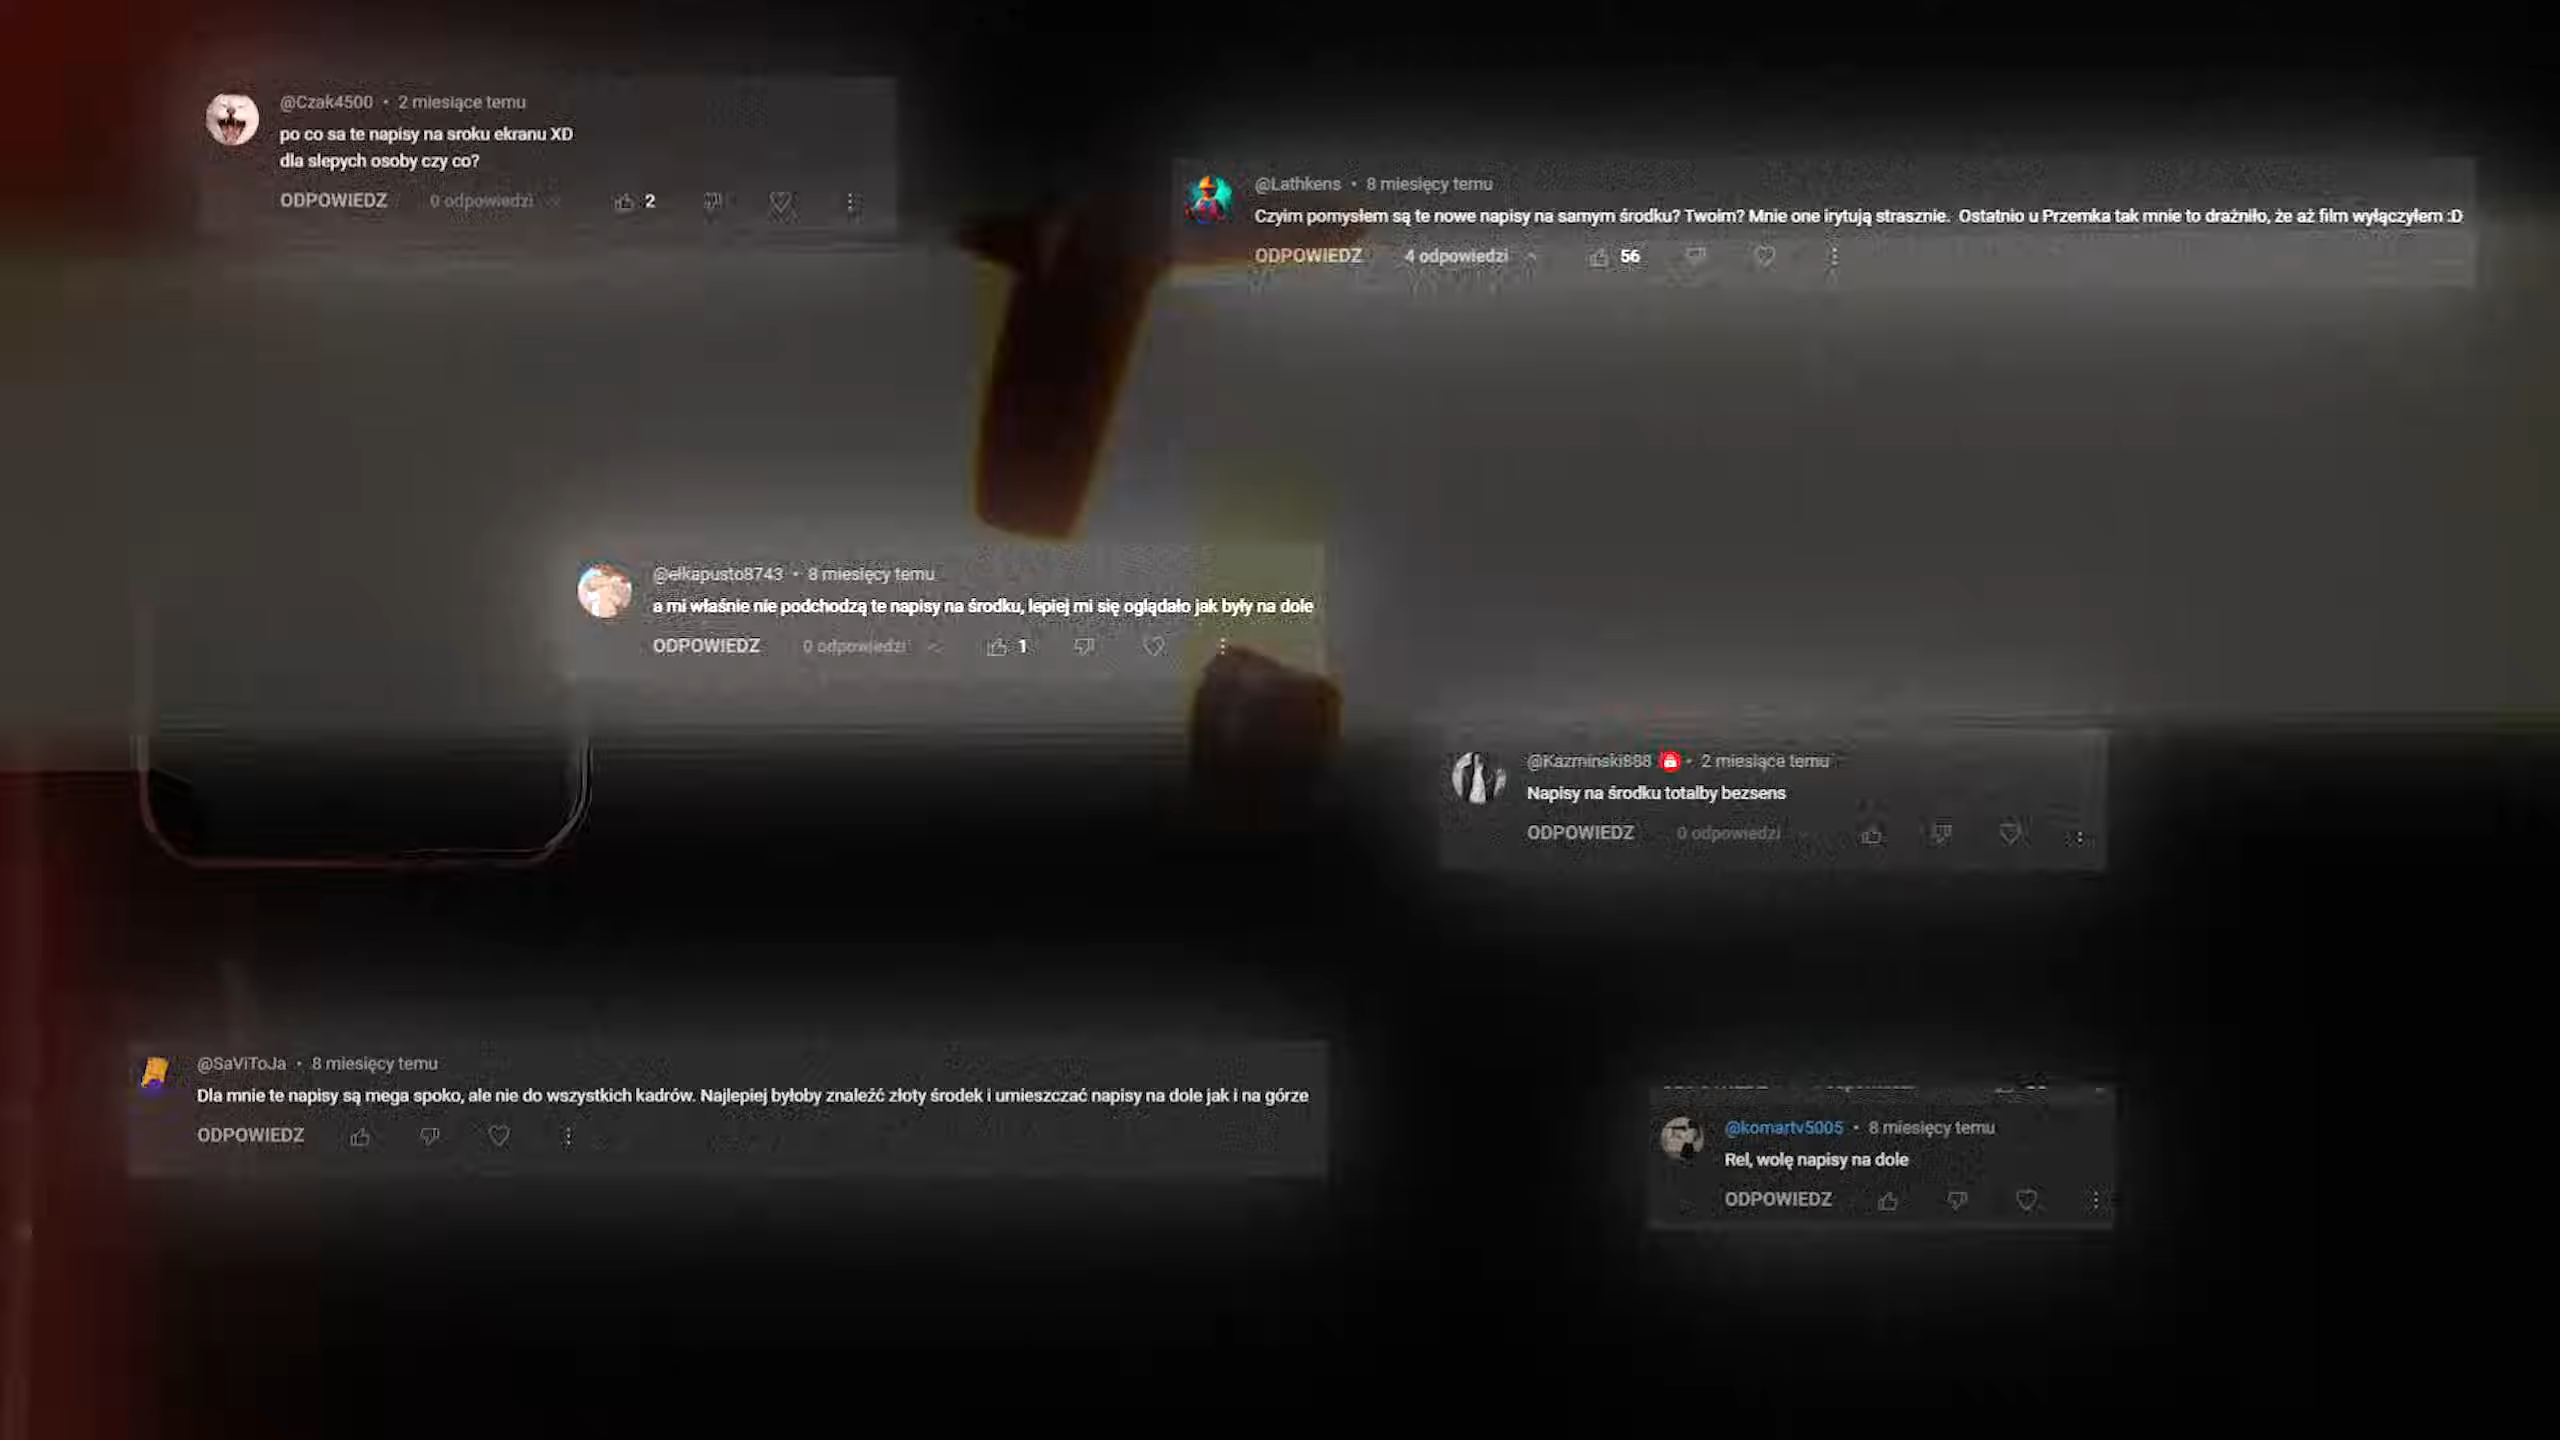 @Czak4500 • 2 miesiące temu
po co sa te napisy na sroku ekranu XD
dla slepych osoby czy co?
ODPOWIEDZ 0 odpowiedzi 2
@Lathkens • 8 miesięcy temu
Czyim pomysłem są te nowe napisy na samym środku? Twoim? Mnie one irytują strasznie. Ostatnio u Przemka tak mnie to drażniło, że aż film wyłączyłem :D
ODPOWIEDZ 4 odpowiedzi 56
@ełkapusto8743 • 8 miesięcy temu
a mi właśnie nie podchodzą te napisy na środku, lepiej mi się oglądało jak były na dole
ODPOWIEDZ 0 odpowiedzi 1
@Kazminski888 • 2 miesiące temu
Napisy na środku totalby bezsens
ODPOWIEDZ 0 odpowiedzi
@SaViToJa • 8 miesięcy temu
Dla mnie te napisy są mega spoko, ale nie do wszystkich kadrów. Najlepiej byłoby znaleźć złoty środek i umieszczać napisy na dole jak i na górze
ODPOWIEDZ
@komartv5005 • 8 miesięcy temu
Rel, wolę napisy na dole
ODPOWIEDZ